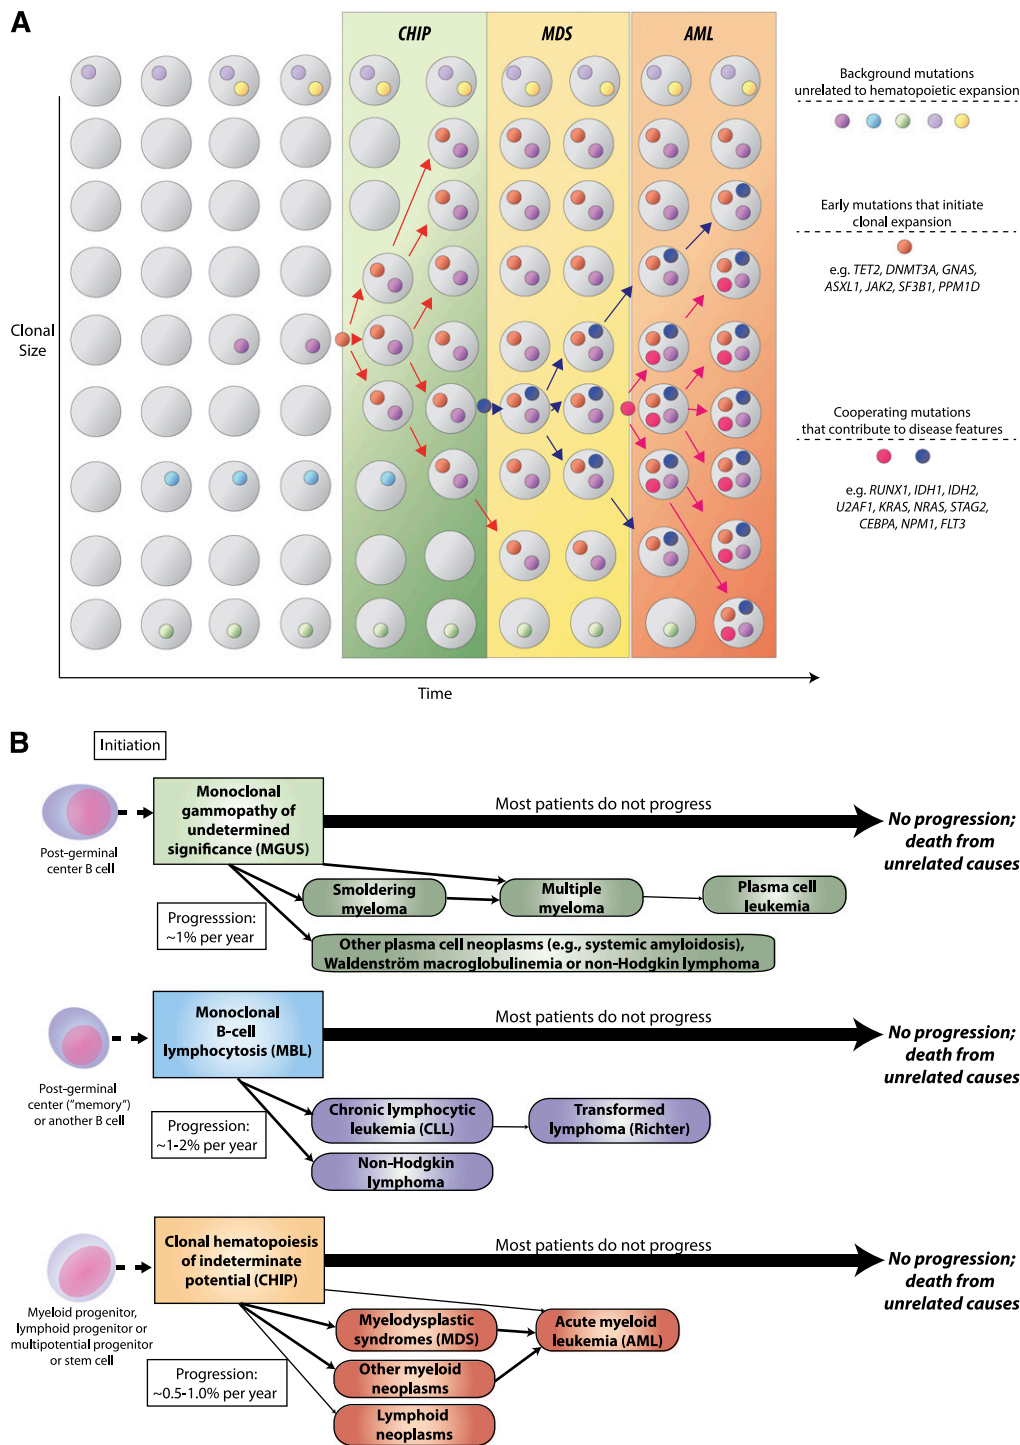 A
CHIP
MDS
AML
Background mutations
unrelated to hematopoietic expansion
Early mutations that initiate
clonal expansion
e.g. TET2, DNMT3A, GNAS,
ASXL1, JAK2, SF3B1, PPM1D
Clonal
Size
Cooperating mutations
that contribute to disease features
e.g. RUNX1, IDH1, IDH2,
U2AF1, KRAS, NRAS, STAG2,
CEBPA, NPM1, FLT3
Time
B
Initiation
Post-germinal
center B cell
Monoclonal
gammopathy of
undetermined
significance (MGUS)
Most patients do not progress
No progression;
death from
unrelated causes
Progresssion:
~1% per year
Smoldering
myeloma
Multiple
myeloma
Plasma cell
leukemia
Other plasma cell neoplasms (e.g., systemic amyloidosis),
Waldenström macroglobulinemia or non-Hodgkin lymphoma
Post-germinal
center ("memory")
or another B cell
Monoclonal
B-cell
lymphocytosis (MBL)
Most patients do not progress
No progression;
death from
unrelated causes
Progression:
~1-2% per year
Chronic lymphocytic
leukemia (CLL)
Transformed
lymphoma (Richter)
Non-Hodgkin
lymphoma
Myeloid progenitor,
lymphoid progenitor or
multipotential progenitor
or stem cell
Clonal hematopoiesis
of indeterminate
potential (CHIP)
Most patients do not progress
No progression;
death from
unrelated causes
Progression:
~0.5-1.0% per year
Myelodysplastic
syndromes (MDS)
Acute myeloid
leukemia (AML)
Other myeloid
neoplasms
Lymphoid
neoplasms